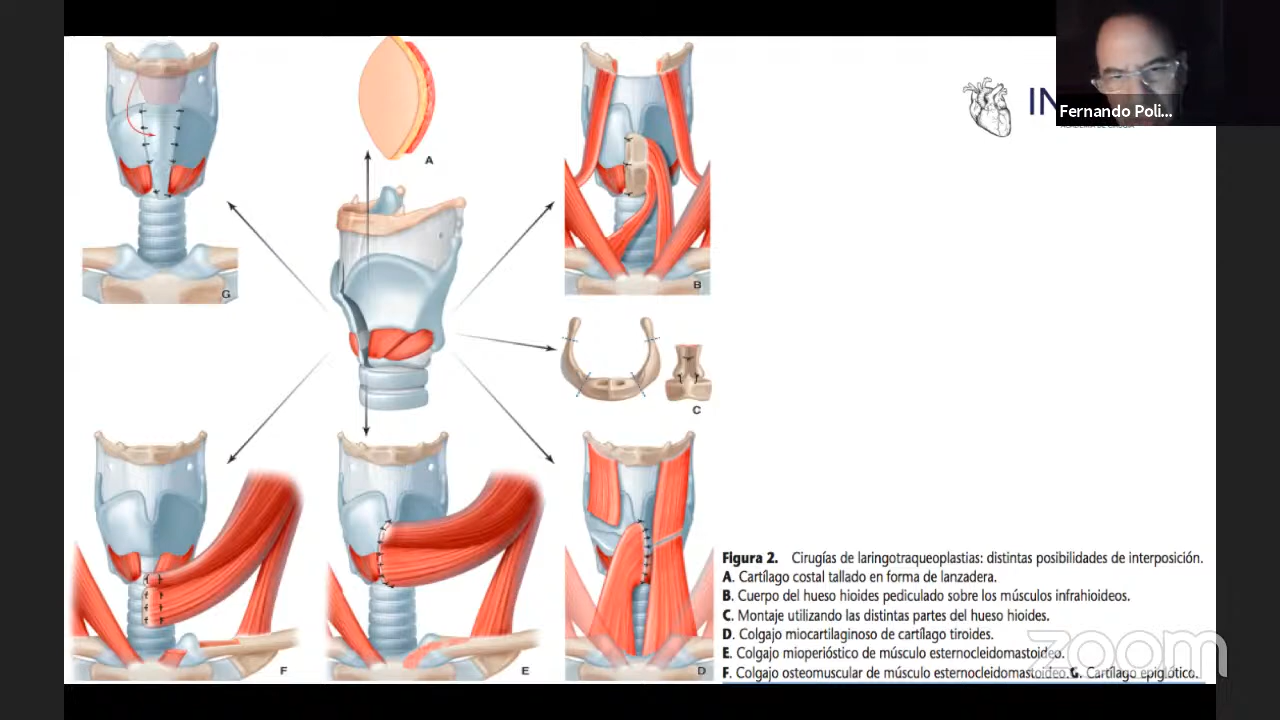 Fernando Poli...
IN
G
A
B
C
F
E
D
Figura 2. Cirugías de laringotraqueoplastias: distintas posibilidades de interposición.
A. Cartílago costal tallado en forma de lanzadera.
B. Cuerpo del hueso hioides pediculado sobre los músculos infrahioideos.
C. Montaje utilizando las distintas partes del hueso hioides.
D. Colgajo miocartilaginoso de cartílago tiroides.
E. Colgajo mioperióstico de músculo esternocleidomastoideo.
F. Colgajo osteomuscular de músculo esternocleidomastoideo. G. Cartílago epiglótico.
zoom